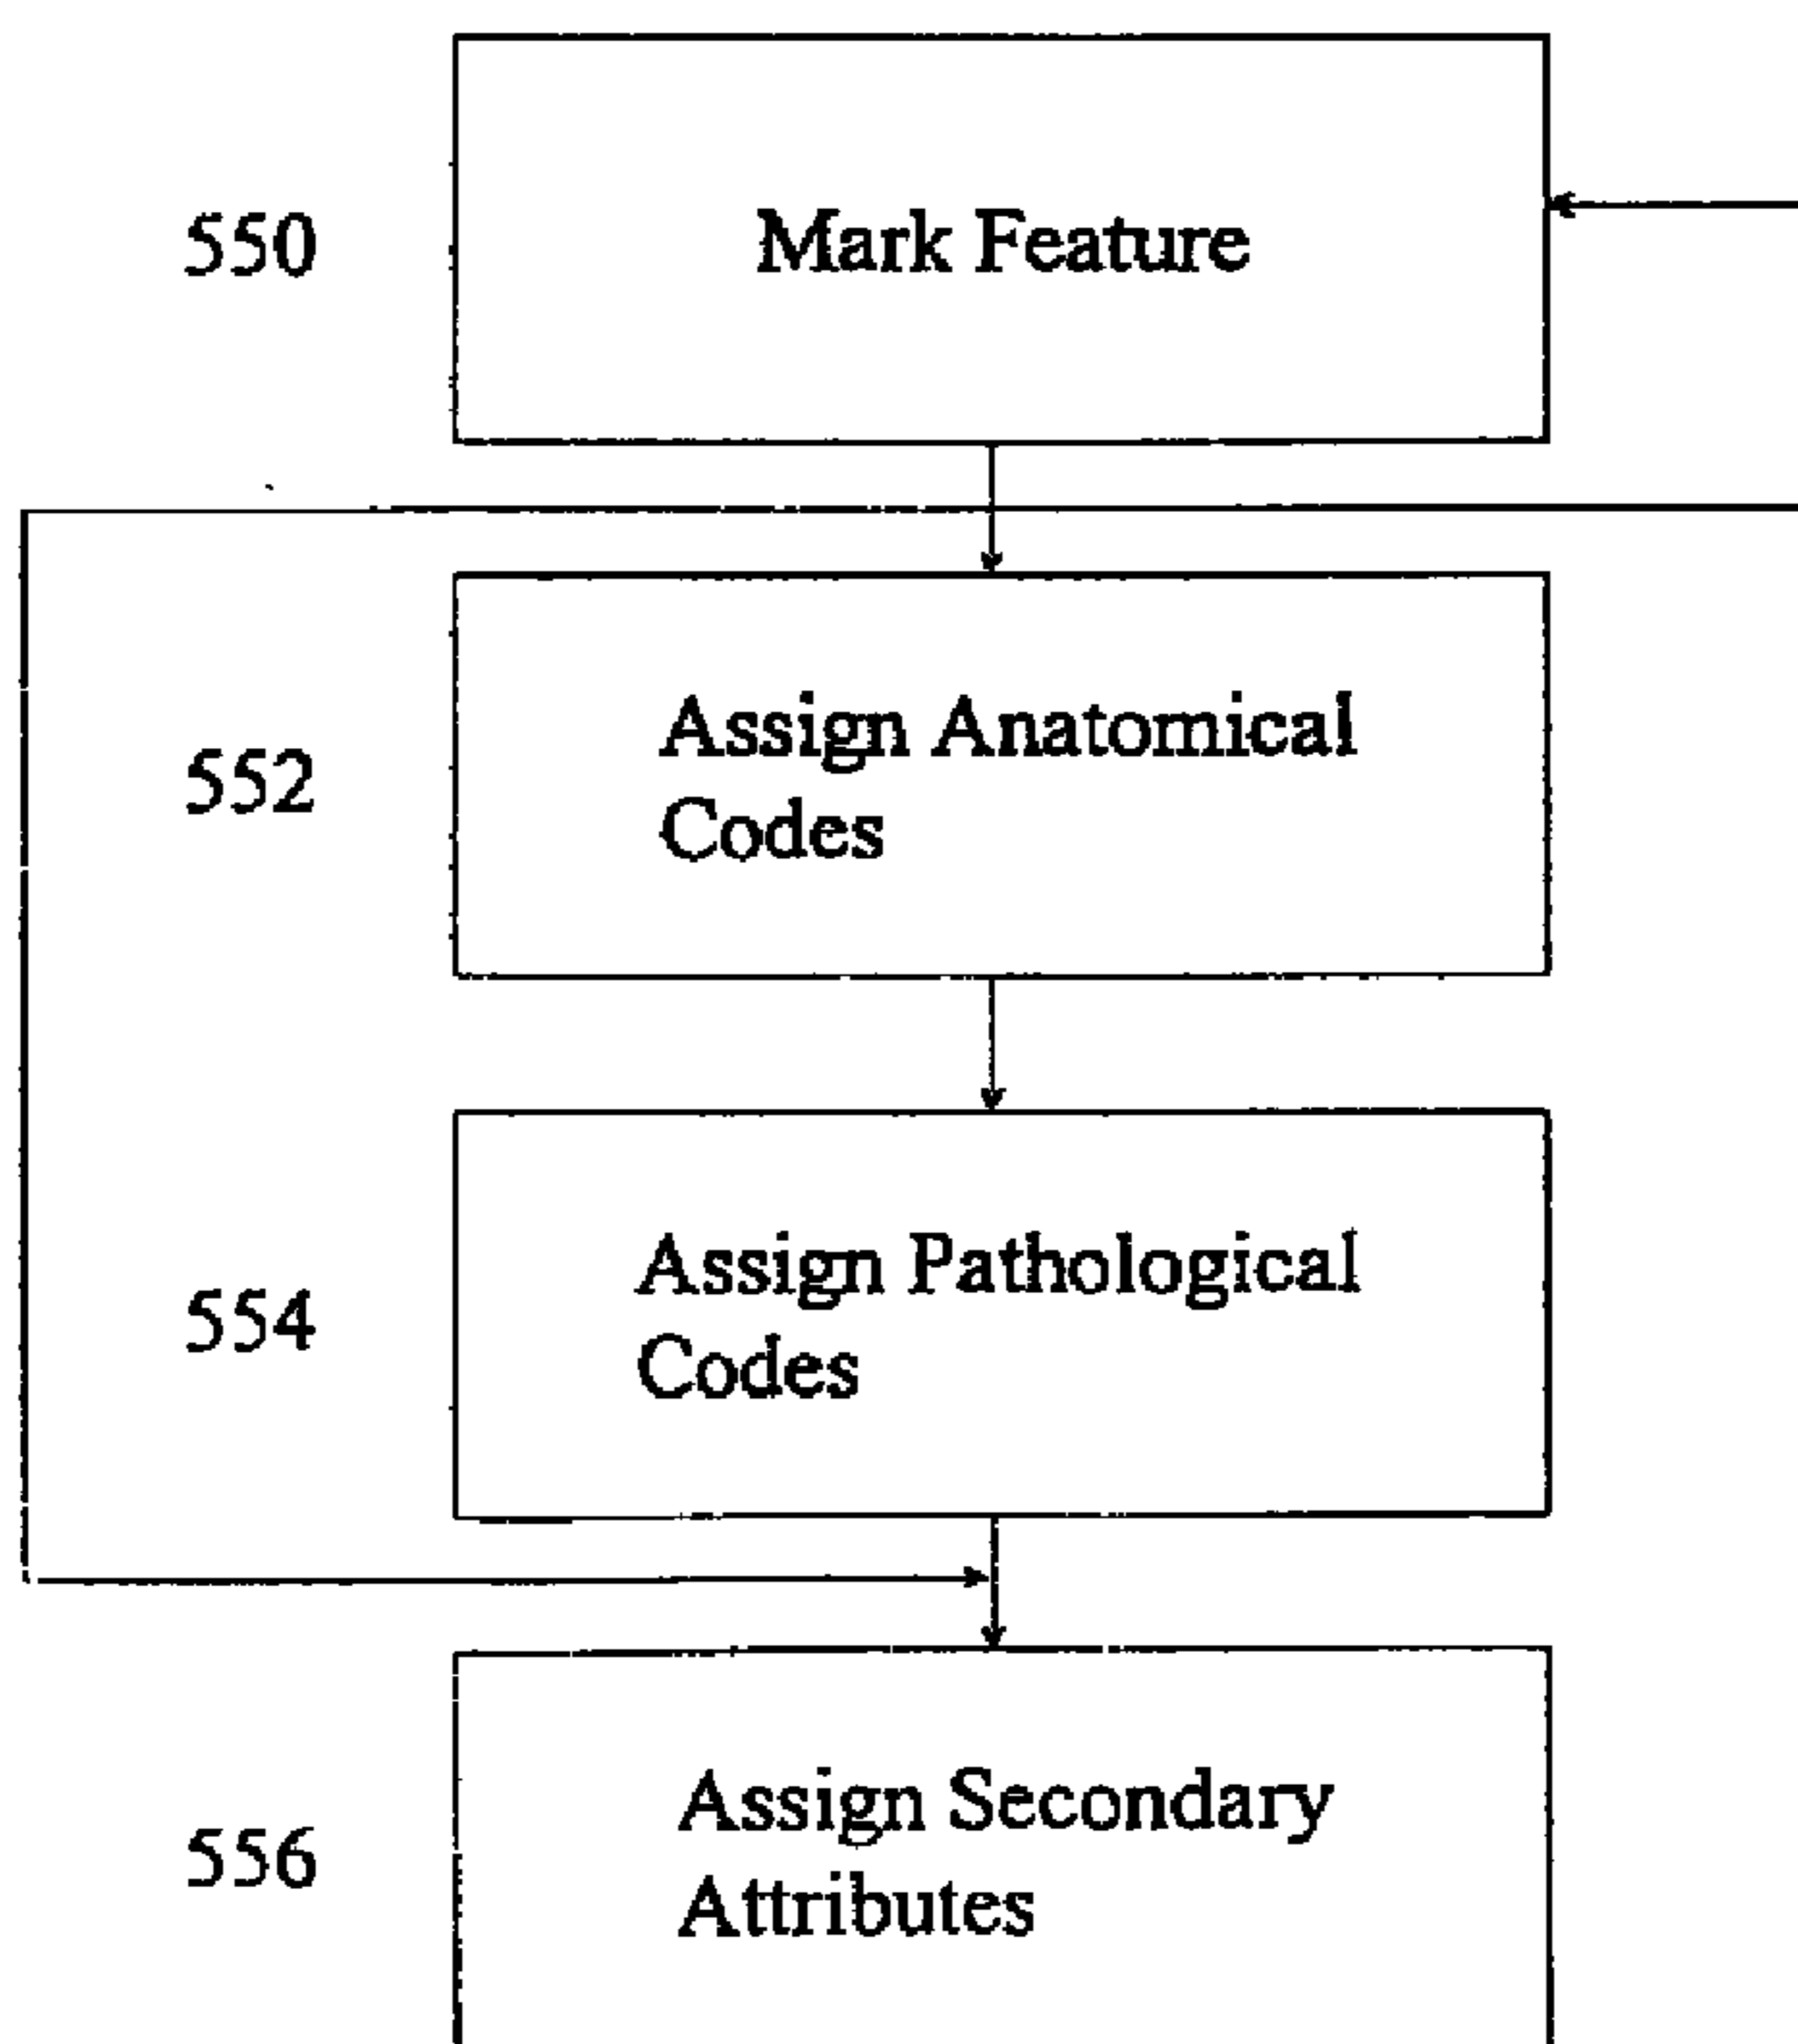 550
Mark Feature
552
Assign Anatomical
Codes
554
Assign Pathological
Codes
556
Assign Secondary
Attributes